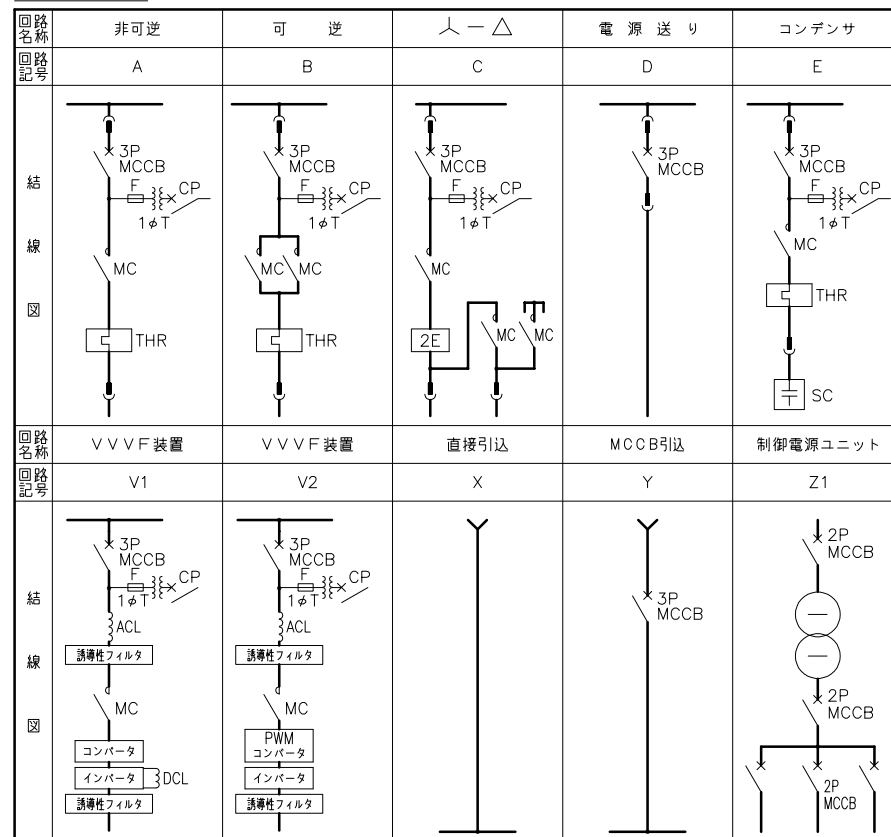 回路名称 非可逆 可逆 人－△ 電源送り コンデンサ
回路記号 A B C D E
結線図
3P
MCCB
F
CP
1φT
MC
THR
3P
MCCB
F
CP
1φT
MC MC
THR
3P
MCCB
F
CP
1φT
MC
2E
MC MC
3P
MCCB
3P
MCCB
F
CP
1φT
MC
THR
SC
回路名称 VVVF装置 VVVF装置 直接引込 MCCB引込 制御電源ユニット
回路記号 V1 V2 X Y Z1
結線図
3P
MCCB
F
CP
1φT
ACL
誘導性フィルタ
MC
コンバータ
インバータ DCL
誘導性フィルタ
3P
MCCB
F
CP
1φT
ACL
誘導性フィルタ
MC
PWM
コンバータ
インバータ
誘導性フィルタ
3P
MCCB
2P
MCCB
2P
MCCB
2P
MCCB